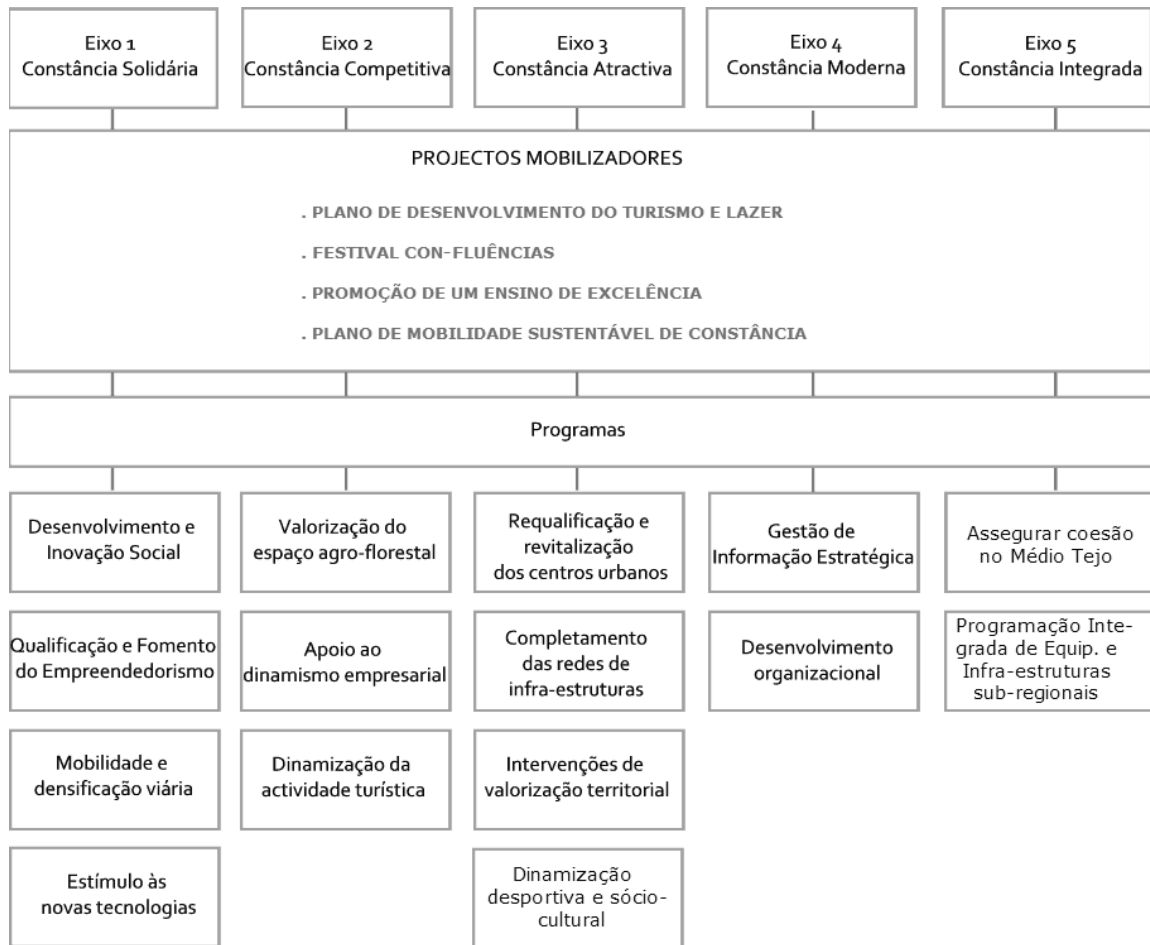 Eixo 1
Constância Solidária
Eixo 2
Constância Competitiva
Eixo 3
Constância Atractiva
Eixo 4
Constância Moderna
Eixo 5
Constância Integrada
PROJECTOS MOBILIZADORES
. PLANO DE DESENVOLVIMENTO DO TURISMO E LAZER
. FESTIVAL CON-FLUÊNCIAS
. PROMOÇÃO DE UM ENSINO DE EXCELÊNCIA
. PLANO DE MOBILIDADE SUSTENTÁVEL DE CONSTÂNCIA
Programas
Desenvolvimento e
Inovação Social
Valorização do
espaço agro-florestal
Requalificação e
revitalização
dos centros urbanos
Gestão de
Informação Estratégica
Assegurar coesão
no Médio Tejo
Qualificação e Fomento
do Empreendedorismo
Apoio ao
dinamismo empresarial
Completamento
das redes de
infra-estruturas
Desenvolvimento
organizacional
Programação Inte-
grada de Equip. e
Infra-estruturas
sub-regionais
Mobilidade e
densificação viária
Dinamização da
actividade turística
Intervenções de
valorização territorial
Estímulo às
novas tecnologias
Dinamização
desportiva e sócio-
cultural